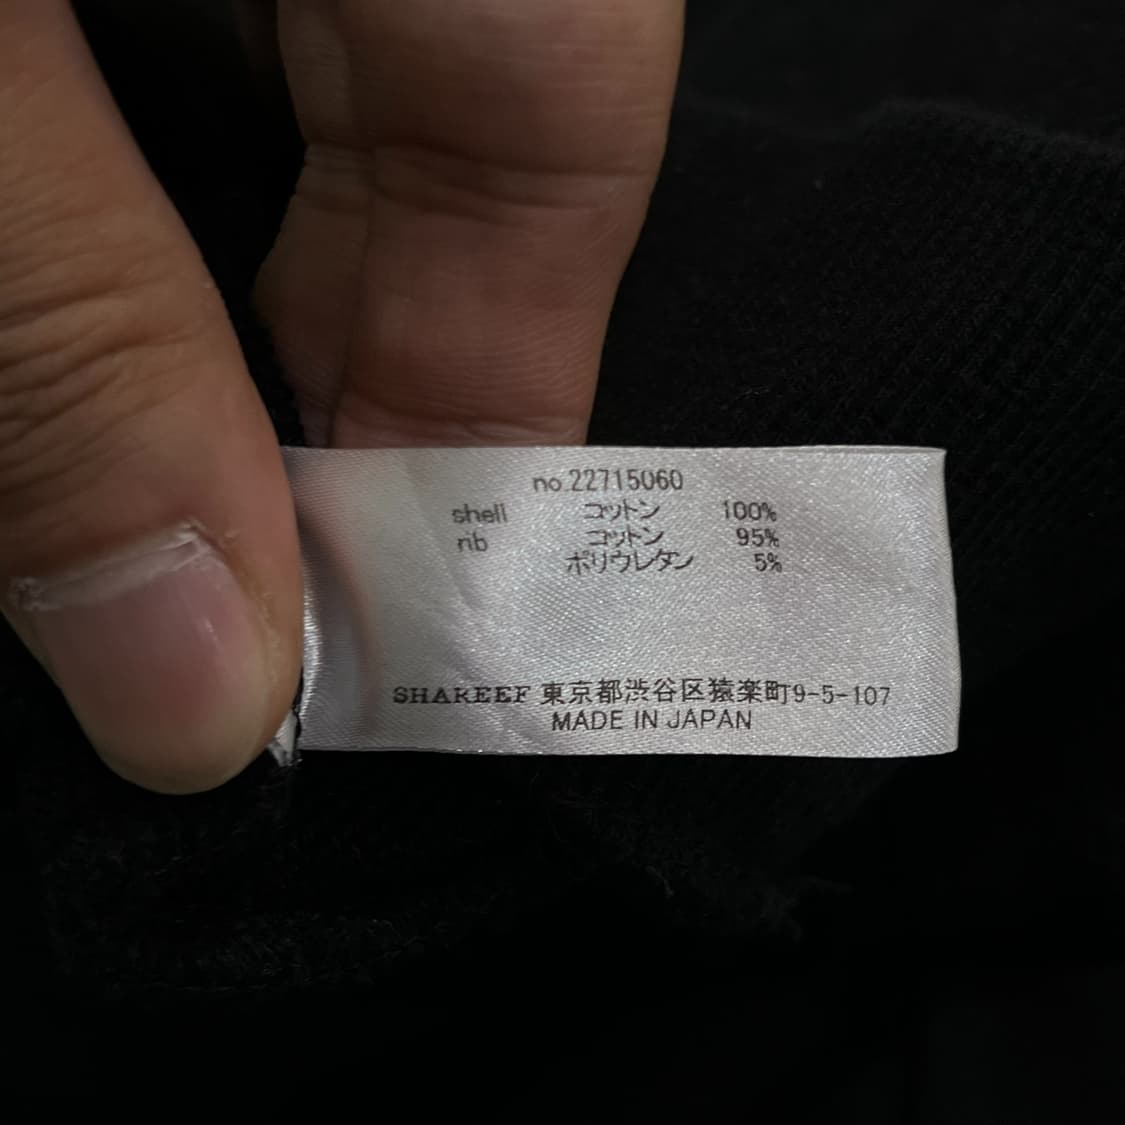 no.22715060
shell コットン 100%
rib コットン 95%
ポリウレタン 5%
SHAREEF 東京都渋谷区猿楽町9-5-107
MADE IN JAPAN